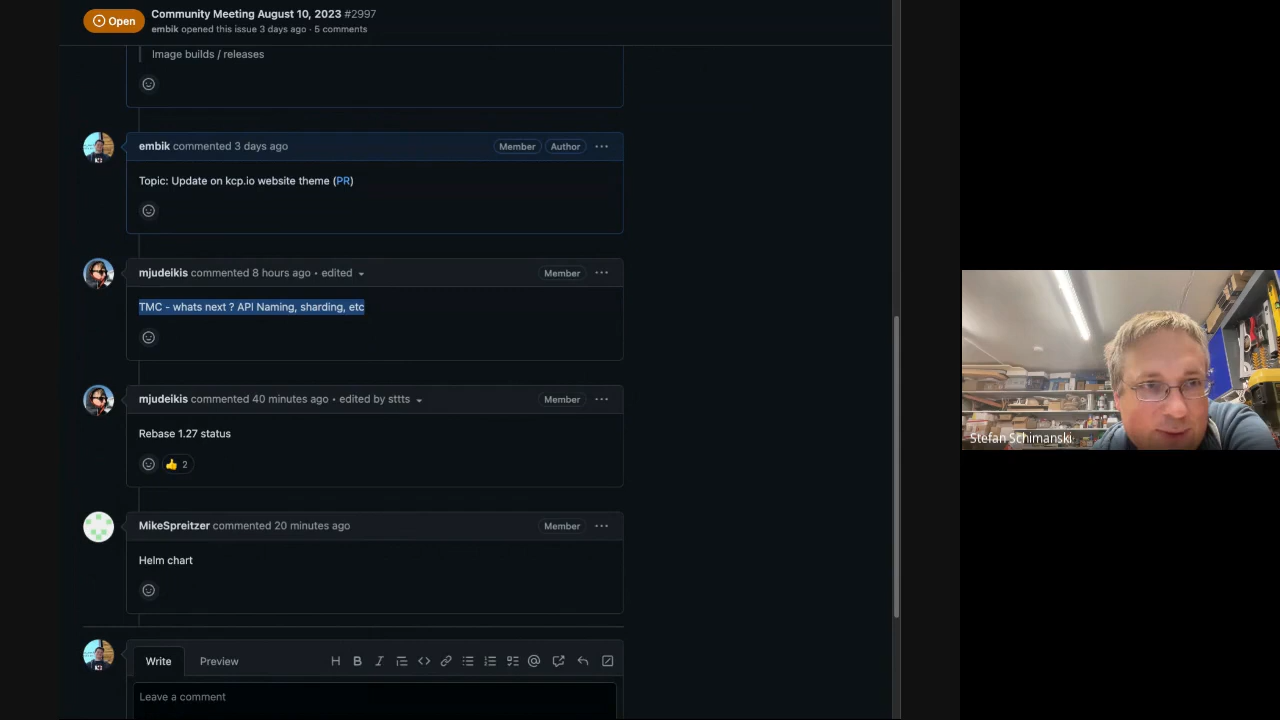 Open
Community Meeting August 10, 2023 #2997
embik opened this issue 3 days ago · 5 comments
Image builds / releases
embik commented 3 days ago
Member
Author
Topic: Update on kcp.io website theme (PR)
mjudeikis commented 8 hours ago • edited
Member
TMC - whats next ? API Naming, sharding, etc
mjudeikis commented 40 minutes ago • edited by sttts
Member
Rebase 1.27 status
2
MikeSpreitzer commented 20 minutes ago
Member
Helm chart
Write
Preview
Leave a comment
Stefan Schimanski